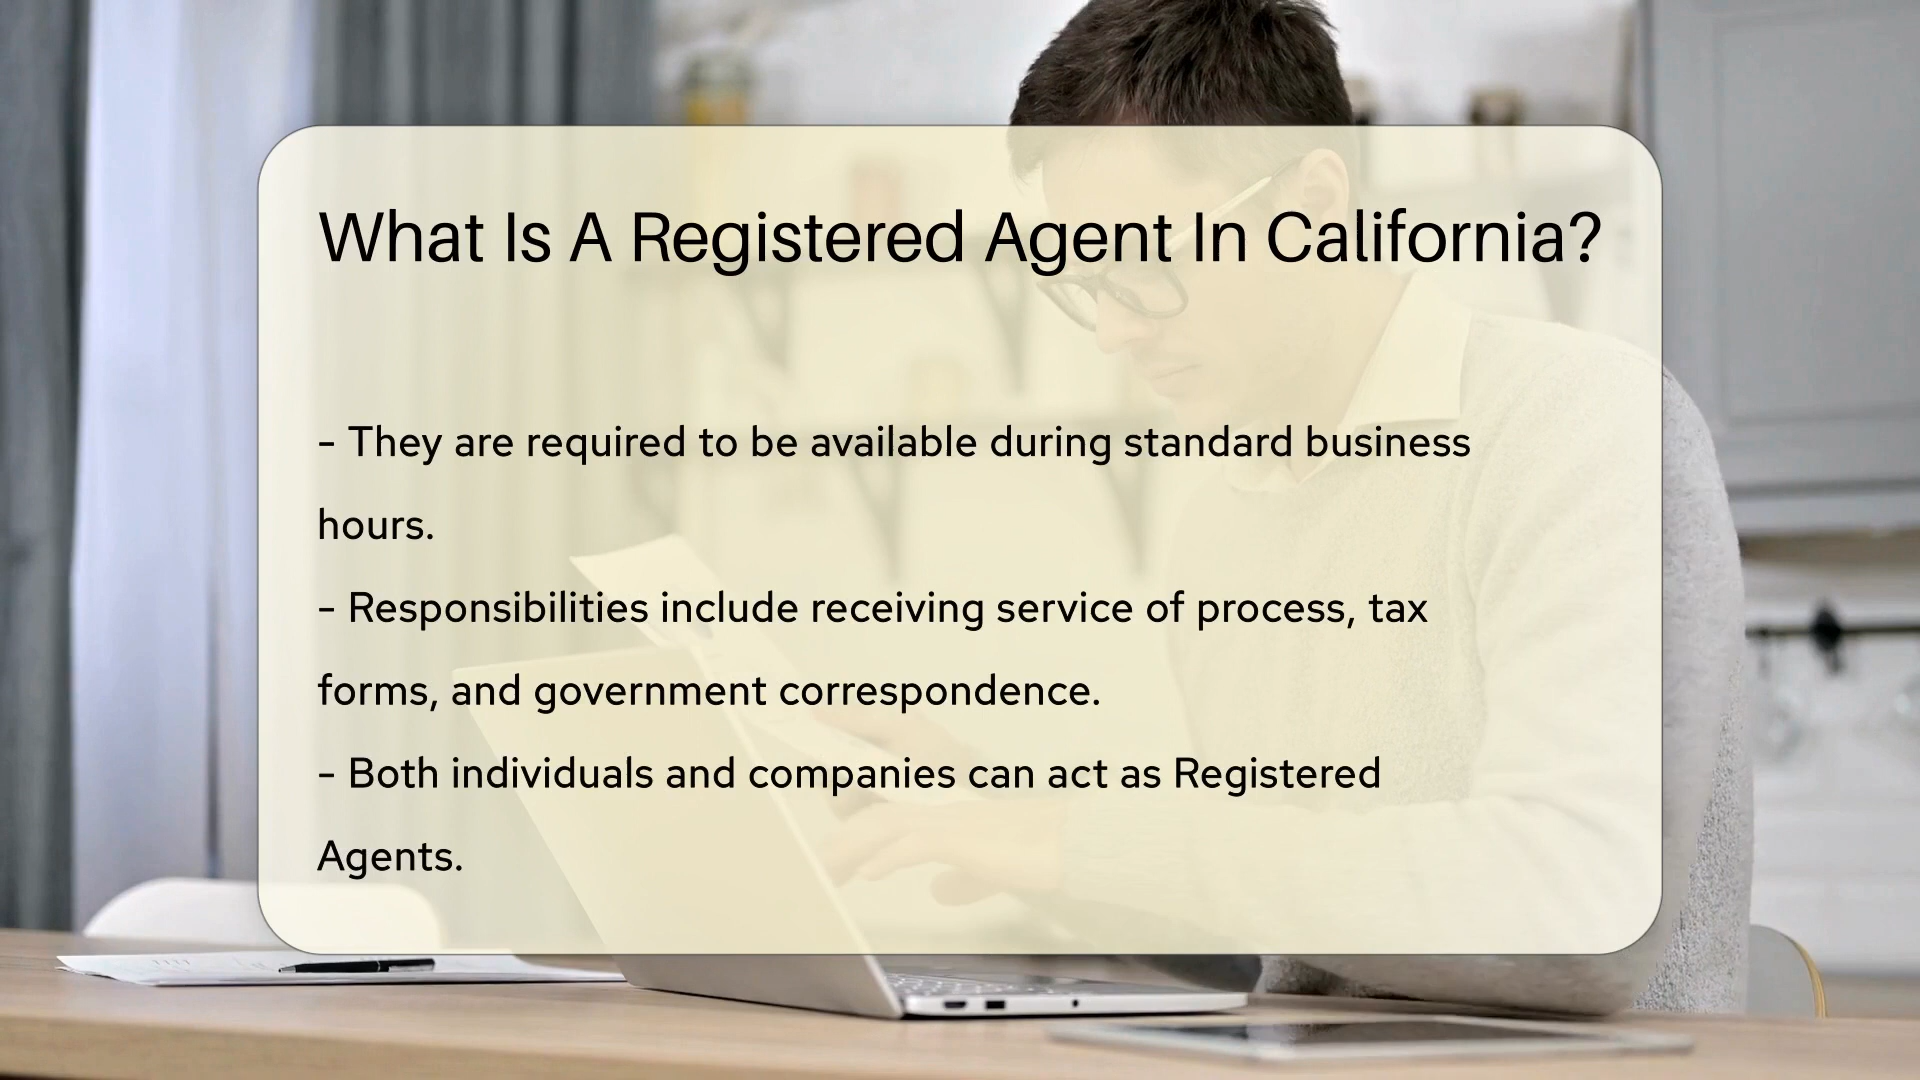 What Is A Registered Agent In California?
- They are required to be available during standard business
hours.
- Responsibilities include receiving service of process, tax
forms, and government correspondence.
- Both individuals and companies can act as Registered
Agents.